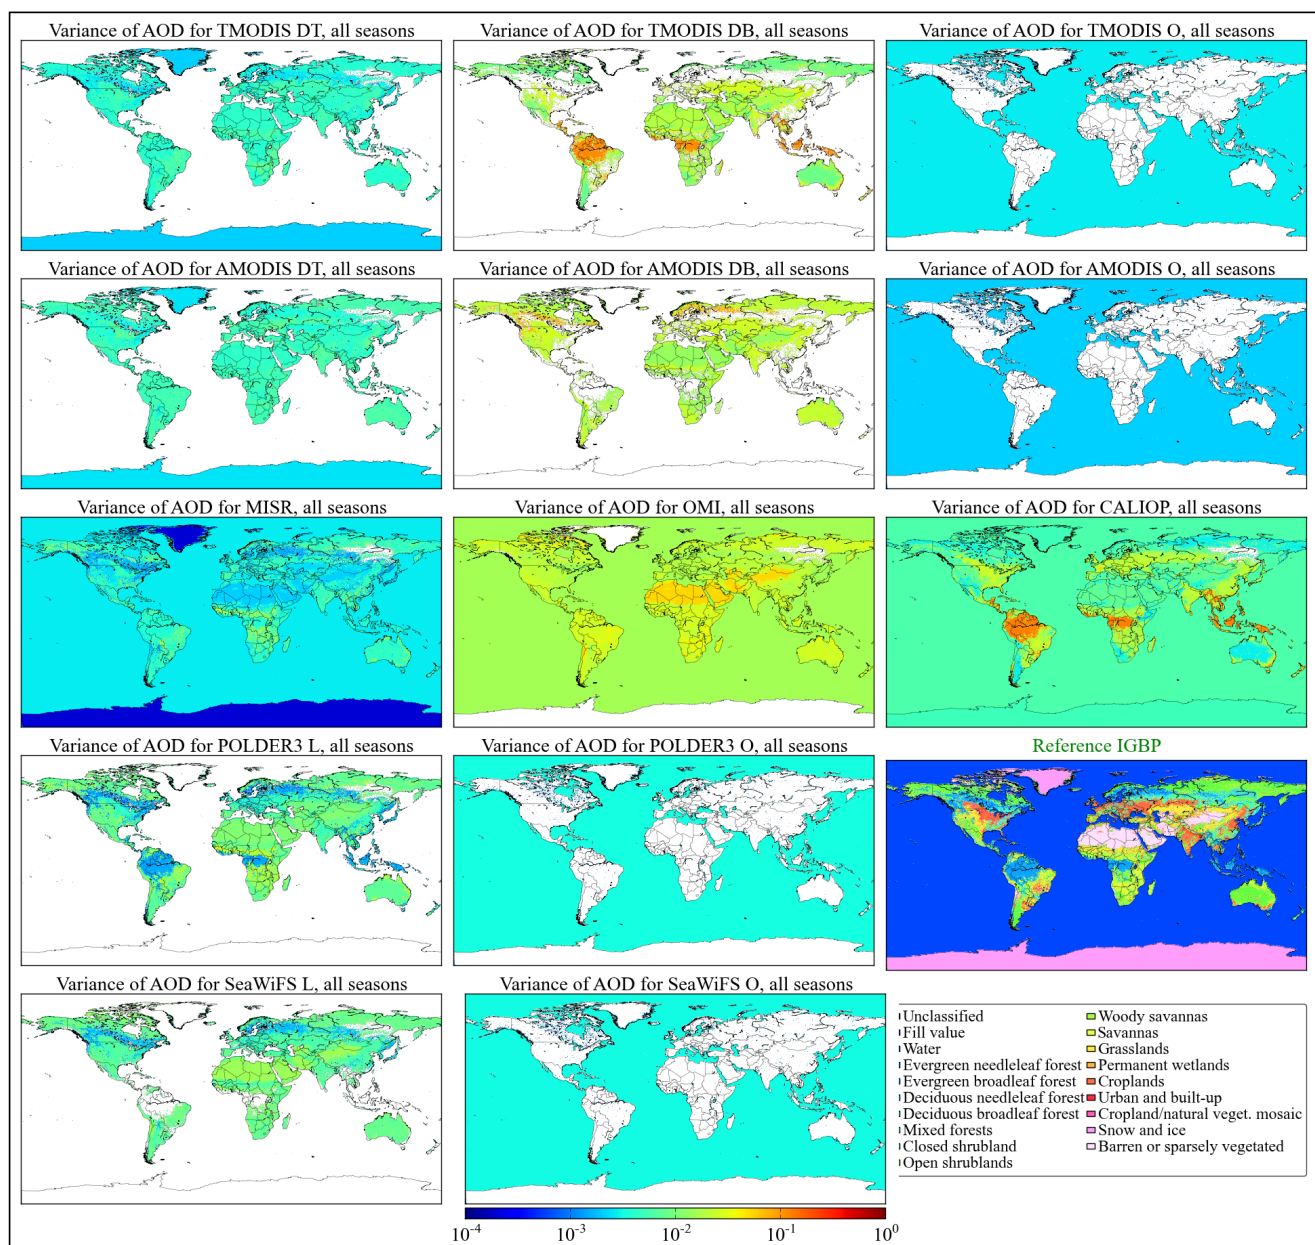 Variance of AOD for TMODIS DT, all seasons
Variance of AOD for TMODIS DB, all seasons
Variance of AOD for TMODIS O, all seasons
Variance of AOD for AMODIS DT, all seasons
Variance of AOD for AMODIS DB, all seasons
Variance of AOD for AMODIS O, all seasons
Variance of AOD for MISR, all seasons
Variance of AOD for OMI, all seasons
Variance of AOD for CALIOP, all seasons
Variance of AOD for POLDER3 L, all seasons
Variance of AOD for POLDER3 O, all seasons
Reference IGBP
Variance of AOD for SeaWiFS L, all seasons
Variance of AOD for SeaWiFS O, all seasons
Unclassified
Fill value
Water
Evergreen needleleaf forest
Evergreen broadleaf forest
Deciduous needleleaf forest
Deciduous broadleaf forest
Mixed forests
Closed shrubland
Open shrublands
Woody savannas
Savannas
Grasslands
Permanent wetlands
Croplands
Urban and built-up
Cropland/natural veget. mosaic
Snow and ice
Barren or sparsely vegetated
10⁻⁴ 10⁻³ 10⁻² 10⁻¹ 10⁰